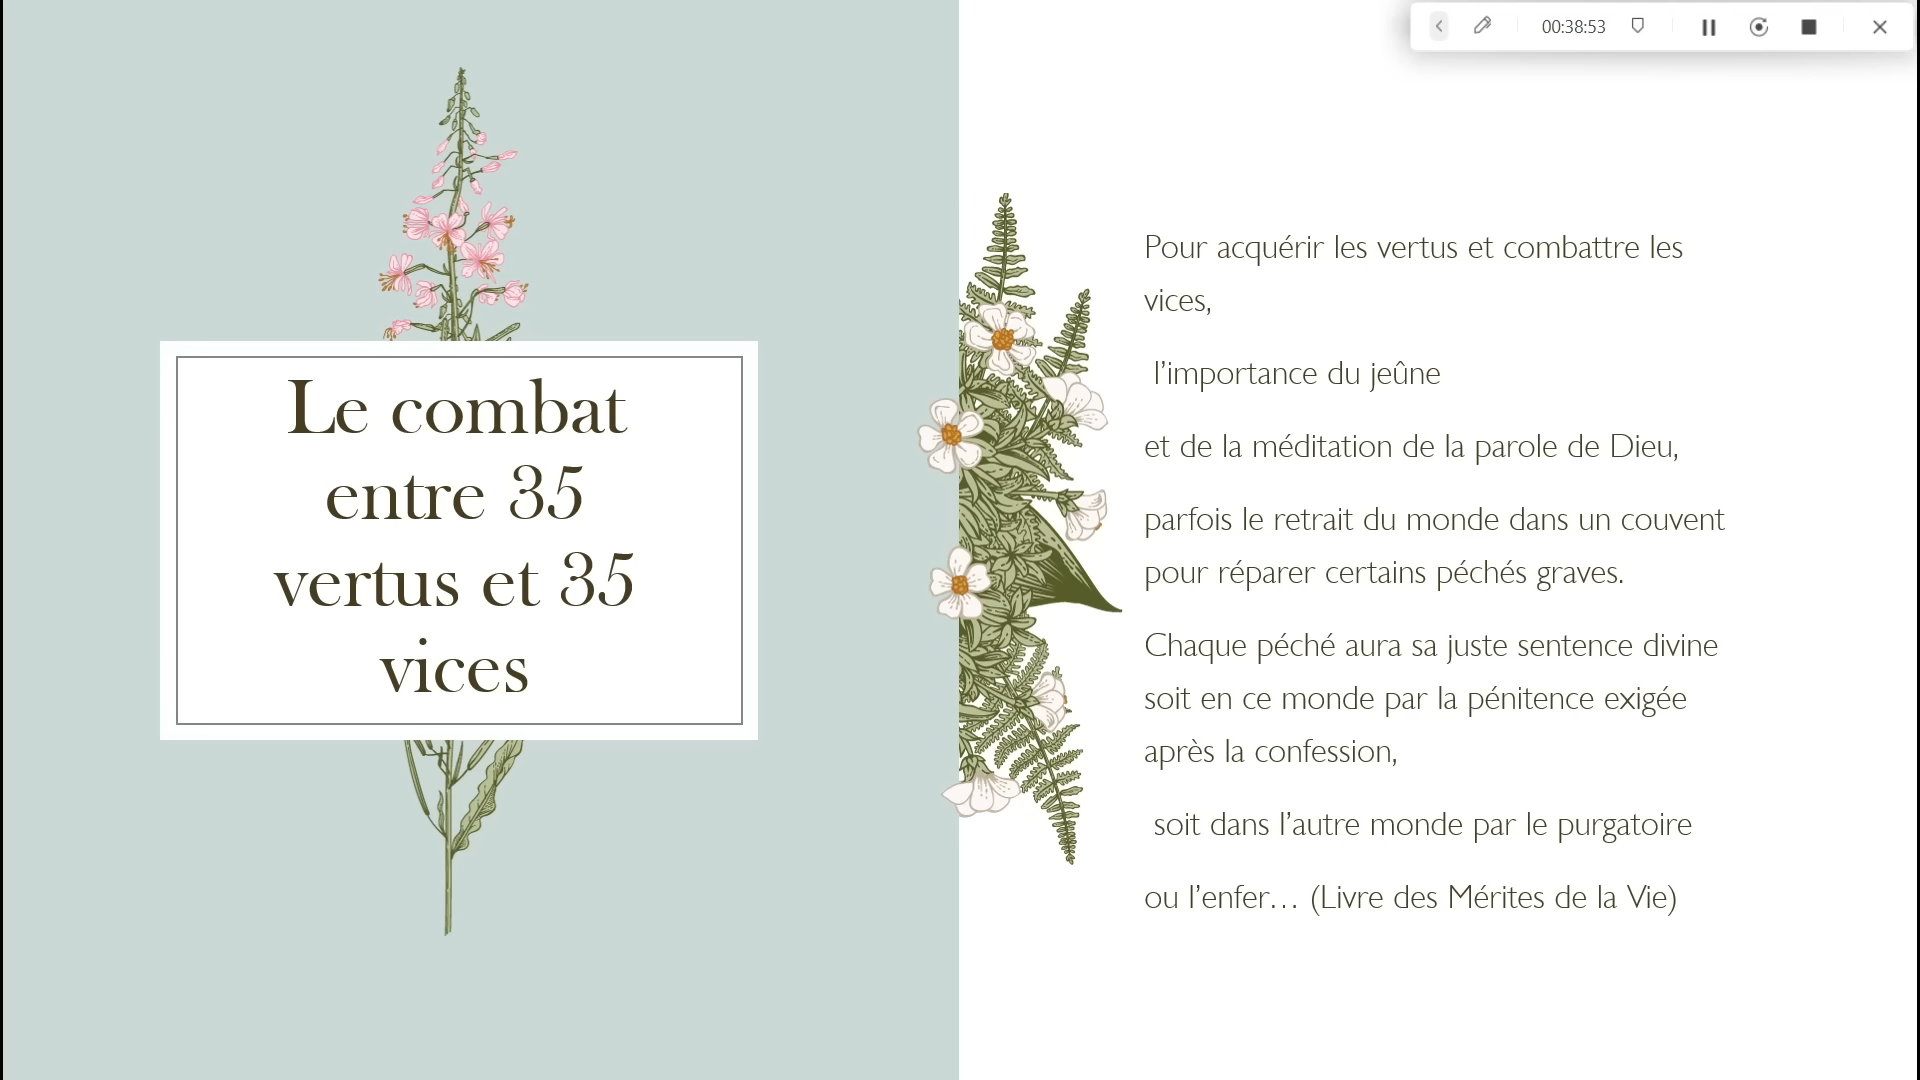 00:38:53
Le combat
entre 35
vertus et 35
vices
Pour acquérir les vertus et combattre les
vices,
l’importance du jeûne
et de la méditation de la parole de Dieu,
parfois le retrait du monde dans un couvent
pour réparer certains péchés graves.
Chaque péché aura sa juste sentence divine
soit en ce monde par la pénitence exigée
après la confession,
soit dans l’autre monde par le purgatoire
ou l’enfer… (Livre des Mérites de la Vie)